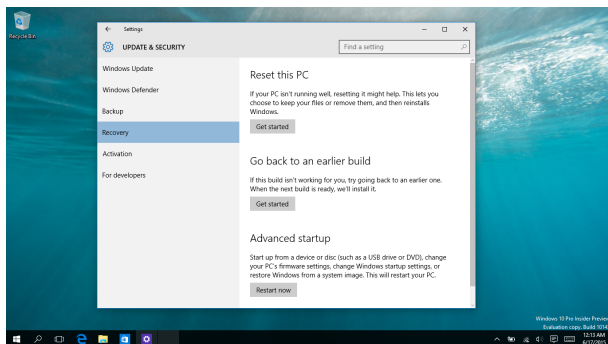 Recycle Bin
Settings
UPDATE & SECURITY
Find a setting
Windows Update
Windows Defender
Backup
Recovery
Activation
For developers
Reset this PC
If your PC isn't running well, resetting it might help. This lets you
choose to keep your files or remove them, and then reinstalls
Windows.
Get started
Go back to an earlier build
If this build isn't working for you, try going back to an earlier one.
When the next build is ready, we'll install it.
Get started
Advanced startup
Start up from a device or disc (such as a USB drive or DVD), change
your PC's firmware settings, change Windows startup settings, or
restore Windows from a system image. This will restart your PC.
Restart now
Windows 10 Pro Insider Preview
Evaluation copy. Build 1014
12:13 AM
6/17/2015